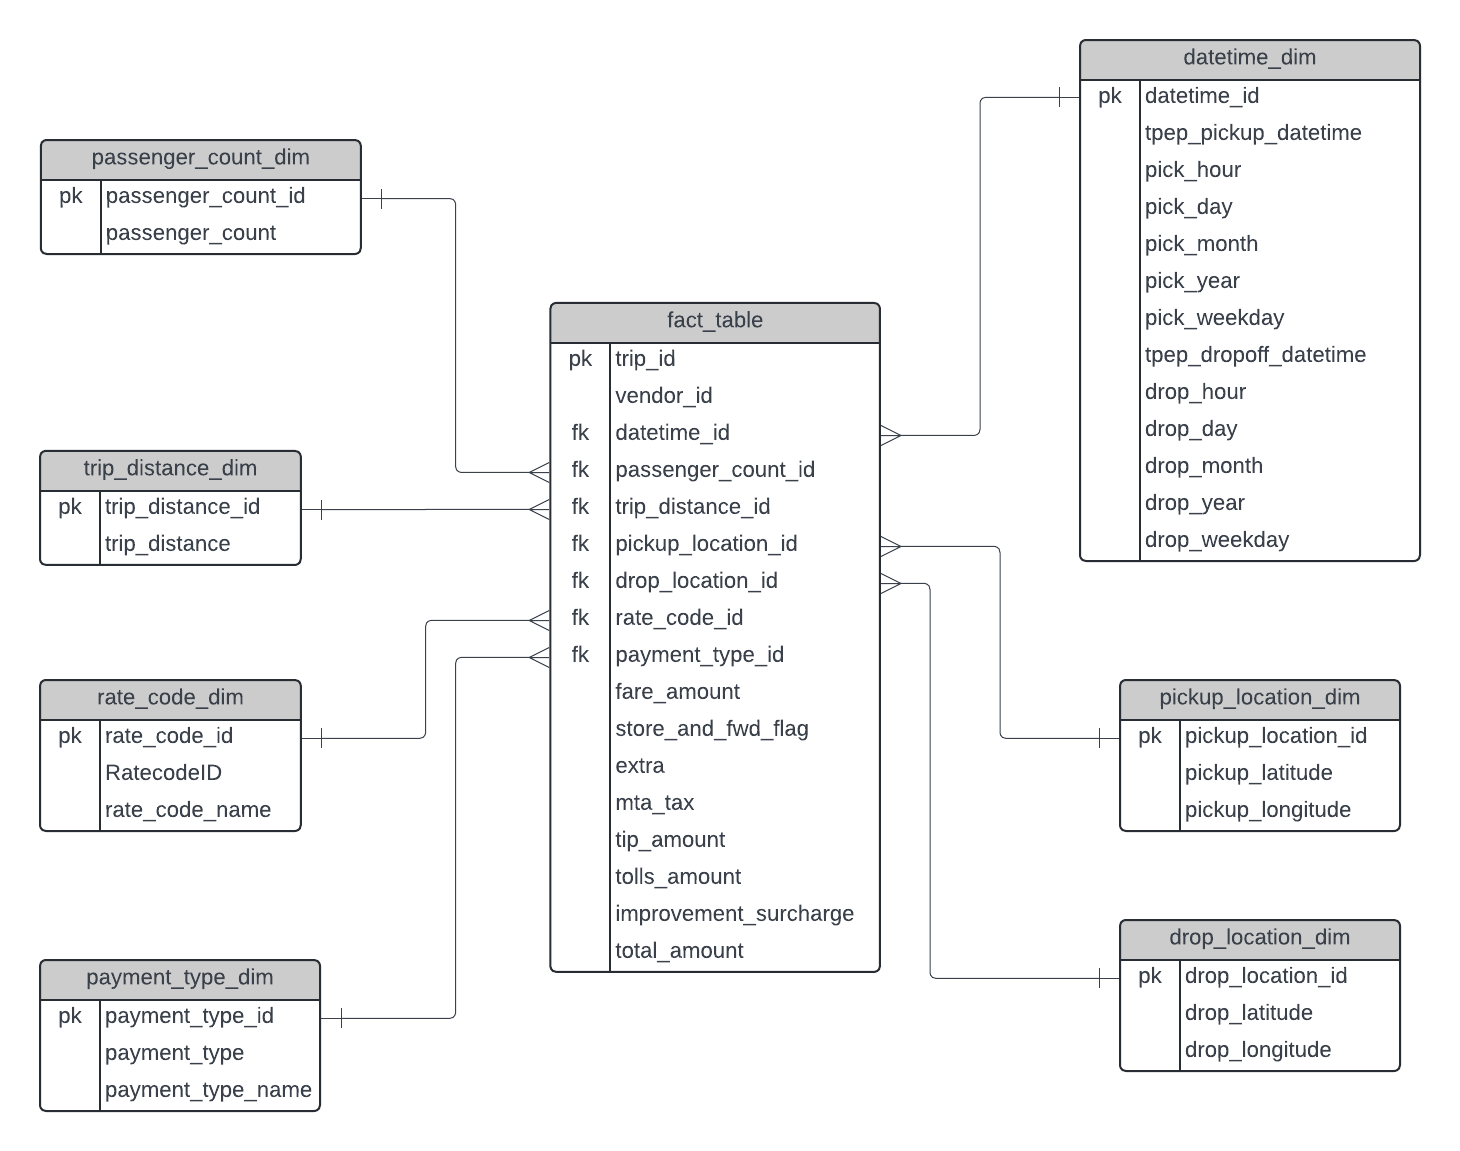 datetime_dim
pk datetime_id
tpep_pickup_datetime
pick_hour
pick_day
pick_month
pick_year
pick_weekday
tpep_dropoff_datetime
drop_hour
drop_day
drop_month
drop_year
drop_weekday
passenger_count_dim
pk passenger_count_id
passenger_count
fact_table
pk trip_id
vendor_id
fk datetime_id
fk passenger_count_id
fk trip_distance_id
fk pickup_location_id
fk drop_location_id
fk rate_code_id
fk payment_type_id
fare_amount
store_and_fwd_flag
extra
mta_tax
tip_amount
tolls_amount
improvement_surcharge
total_amount
trip_distance_dim
pk trip_distance_id
trip_distance
rate_code_dim
pk rate_code_id
RatecodeID
rate_code_name
pickup_location_dim
pk pickup_location_id
pickup_latitude
pickup_longitude
drop_location_dim
pk drop_location_id
drop_latitude
drop_longitude
payment_type_dim
pk payment_type_id
payment_type
payment_type_name